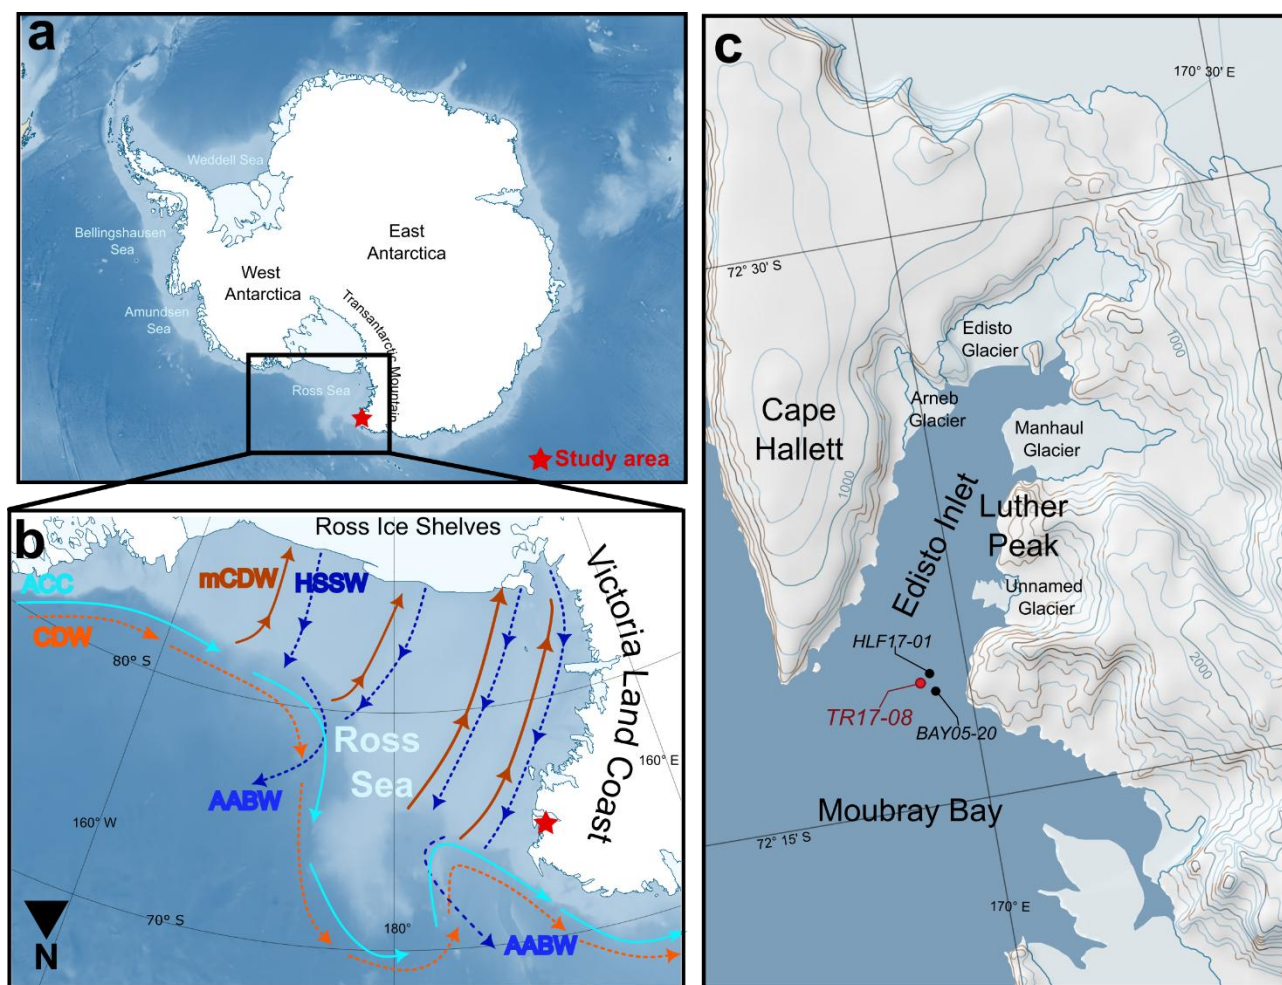 a
Weddell Sea
Bellingshausen
Sea
East
Antarctica
West
Antarctica
Amundsen
Sea
Transantarctic Mountain
Ross Sea
Study area
b
Ross Ice Shelves
ACC
mCDW
HSSW
CDW
80° S
Victoria Land Coast
Ross
Sea
160° E
AABW
160° W
70° S
180°
AABW
N
c
170° 30' E
72° 30' S
Edisto
Glacier
1000
Arneb
Glacier
Cape
Hallett
Manhaul
Glacier
1000
Edisto Inlet
Luther
Peak
Unnamed
Glacier
HLF17-01
2000
TR17-08
BAY05-20
Moubray Bay
72° 15' S
170° E